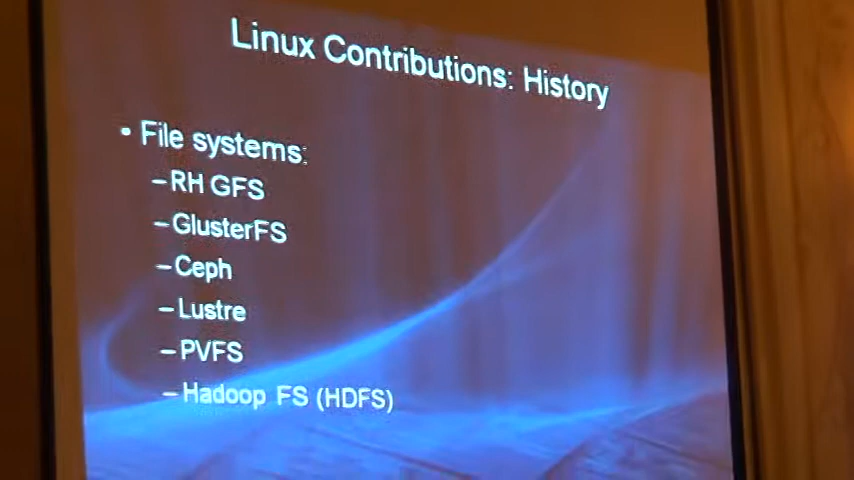 Linux Contributions: History
• File systems:
–RH GFS
–GlusterFS
–Ceph
–Lustre
–PVFS
–Hadoop FS (HDFS)